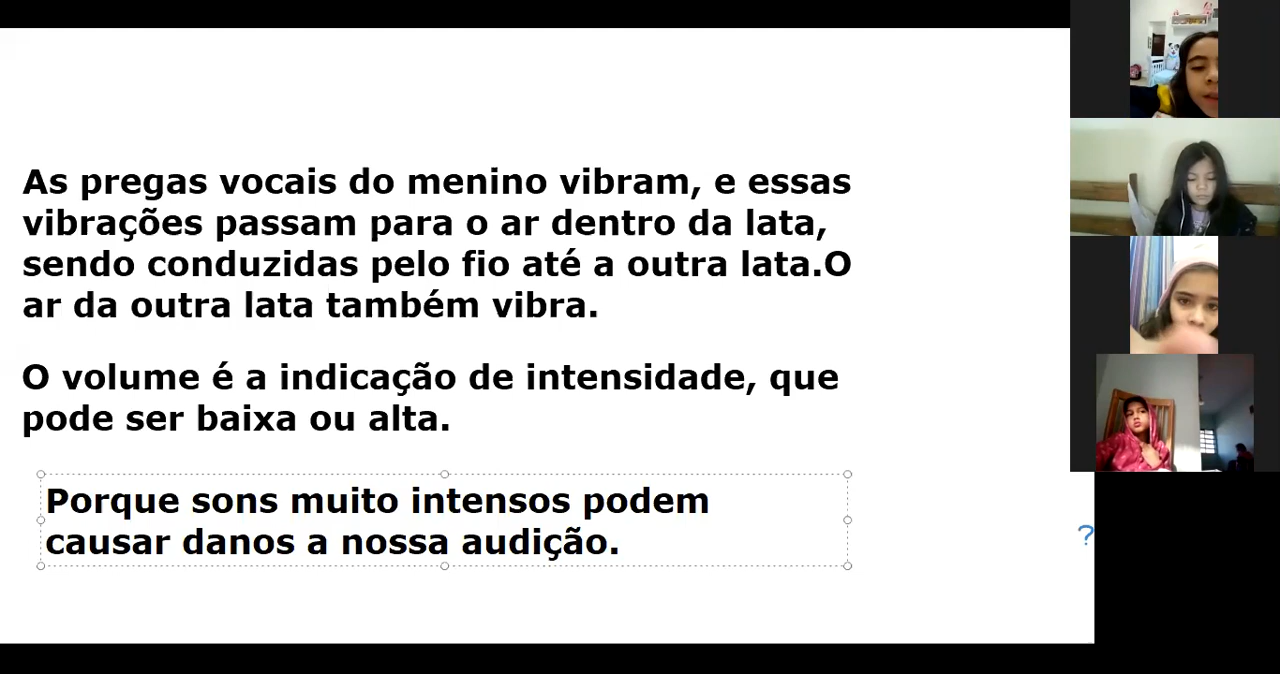 As pregas vocais do menino vibram, e essas
vibrações passam para o ar dentro da lata,
sendo conduzidas pelo fio até a outra lata.O
ar da outra lata também vibra.
O volume é a indicação de intensidade, que
pode ser baixa ou alta.
Porque sons muito intensos podem
causar danos a nossa audição.
?